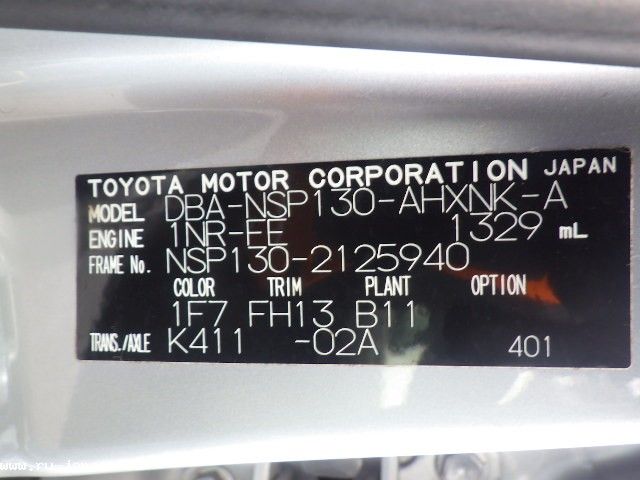 TOYOTA MOTOR CORPORATION JAPAN
MODEL DBA-NSP130-AHXNK-A
ENGINE 1NR-FE 1329 mL
FRAME No. NSP130-2125940
COLOR TRIM PLANT OPTION
1F7 FH13 B11
TRANS./AXLE K411 -02A 401